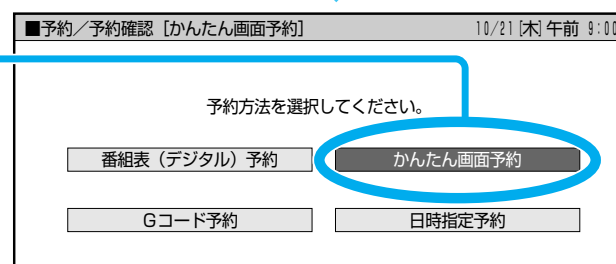 ■予約／予約確認［かんたん画面予約］ 10/21[木]午前 9:00
予約方法を選択してください。
番組表（デジタル）予約 かんたん画面予約
Gコード予約 日時指定予約